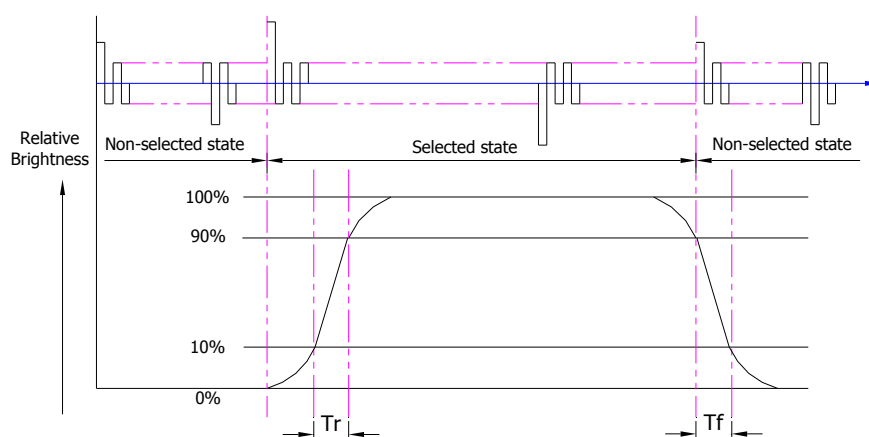 Relative
Brightness
Non-selected state
Selected state
Non-selected state
100%
90%
10%
0%
Tr
Tf